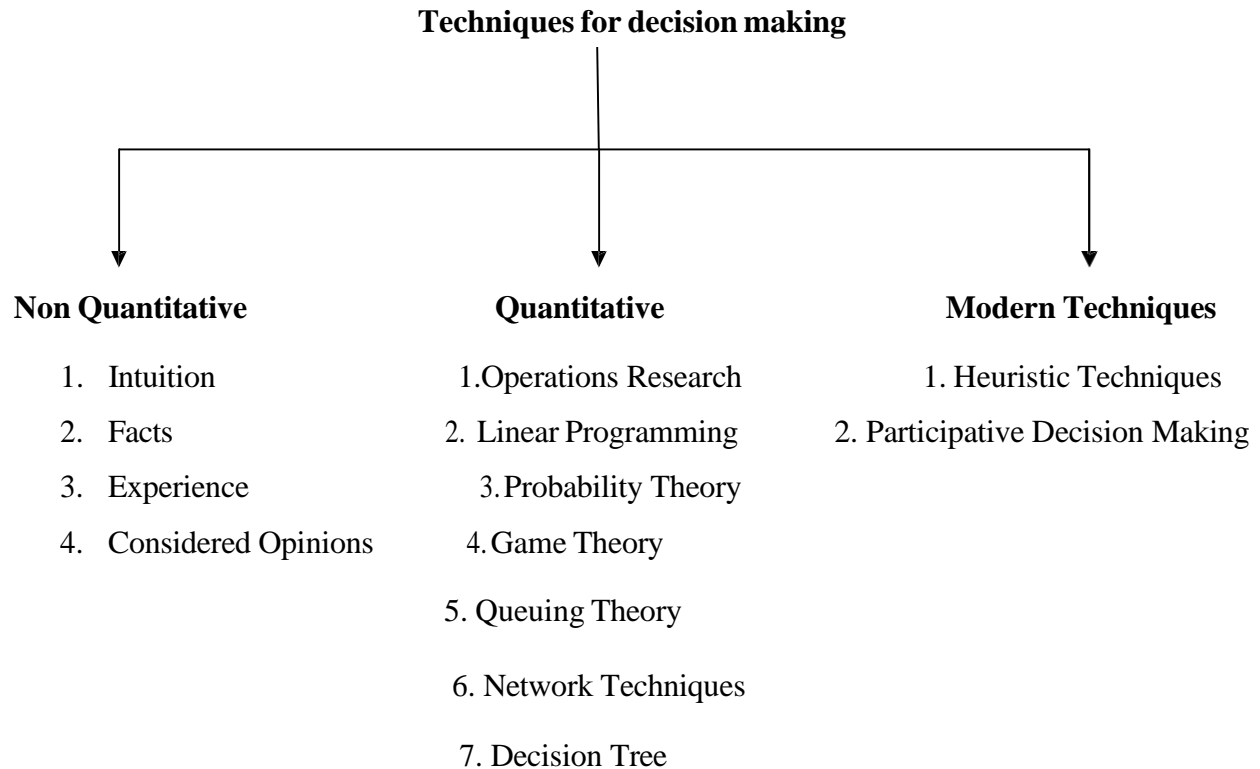 Techniques for decision making
Non Quantitative
1. Intuition
2. Facts
3. Experience
4. Considered Opinions
Quantitative
1.Operations Research
2. Linear Programming
3.Probability Theory
4.Game Theory
5. Queuing Theory
6. Network Techniques
7. Decision Tree
Modern Techniques
1. Heuristic Techniques
2. Participative Decision Making